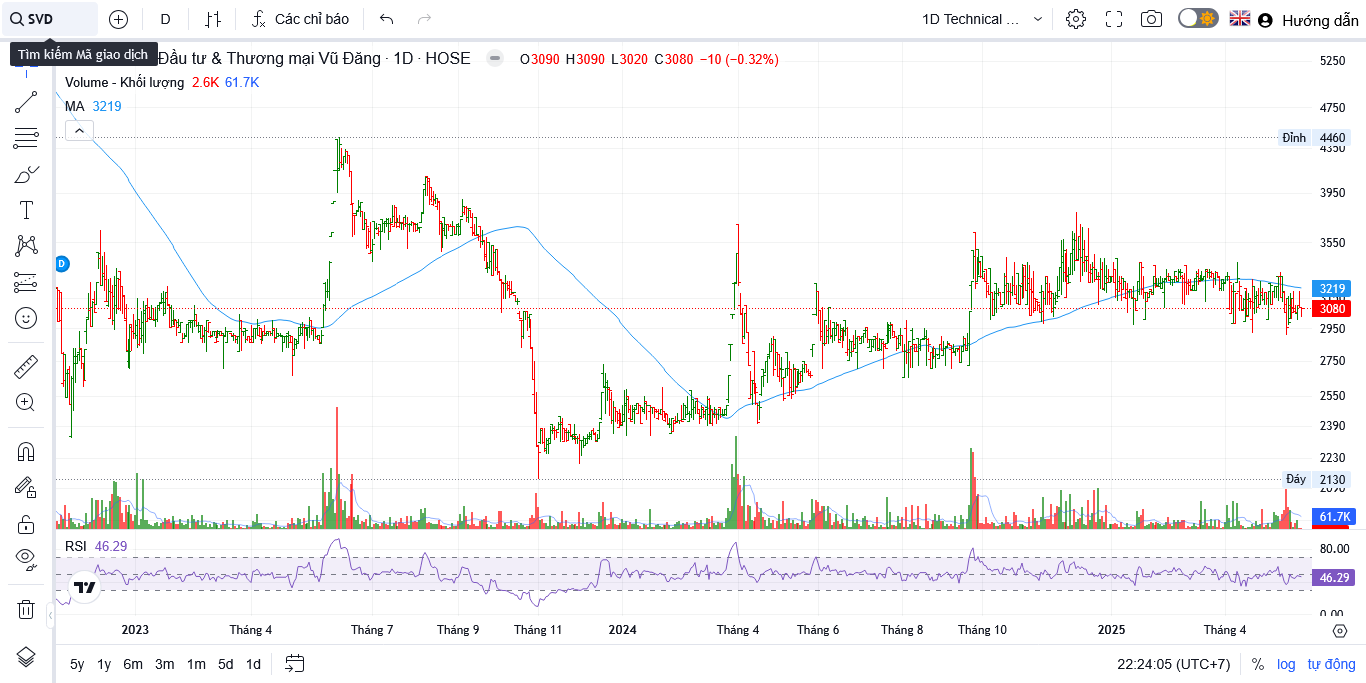 SVD
D
Các chỉ báo
1D Technical ...
Hướng dẫn
Tìm kiếm Mã giao dịch
Đầu tư & Thương mại Vũ Đăng · 1D · HOSE
O3090 H3090 L3020 C3080 −10 (−0.32%)
Volume - Khối lượng 2.6K 61.7K
MA 3219
5250
4750
Đỉnh 4460
4350
3950
3550
D
3219
3080
2950
2750
2550
2390
2230
Đáy 2130
2090
61.7K
RSI 46.29
80.00
46.29
0.00
2023 Tháng 4 Tháng 7 Tháng 9 Tháng 11 2024 Tháng 4 Tháng 6 Tháng 8 Tháng 10 2025 Tháng 4
5y 1y 6m 3m 1m 5d 1d
22:24:05 (UTC+7) % log tự động